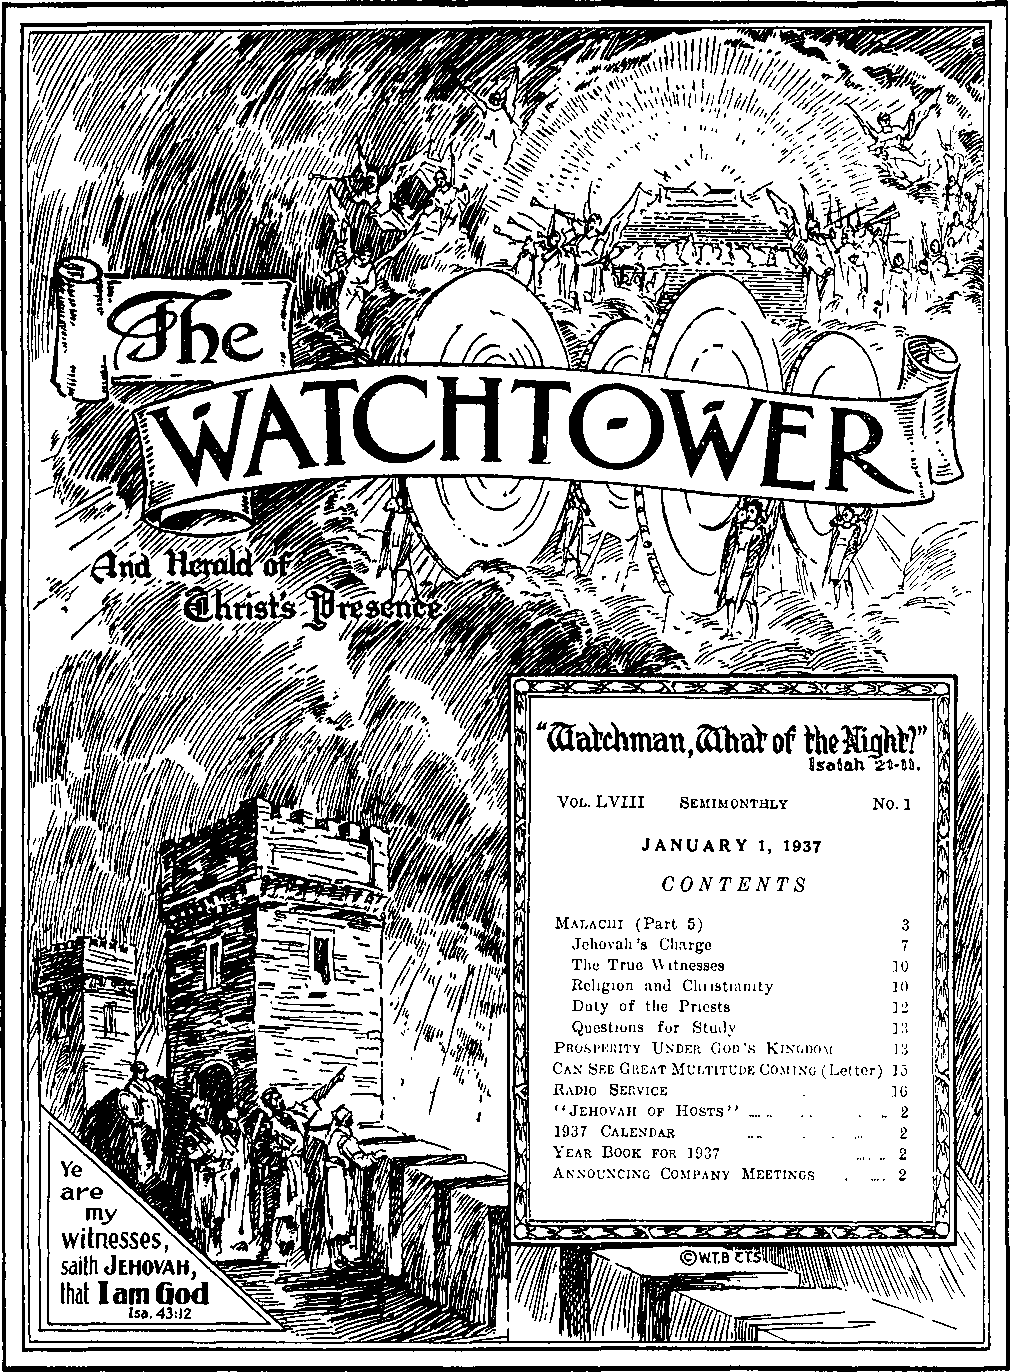 The
WATCHTOWER
And Herald of
Christ's Presence
"Watchman, What of the Night?"
Isaiah 21-11.
VOL. LVIII SEMIMONTHLY NO. 1
JANUARY 1, 1937
CONTENTS
MALACHI (Part 5) 3
Jehovah's Charge 7
The True Witnesses 10
Religion and Christianity 10
Duty of the Priests 12
Questions for Study 13
PROSPERITY UNDER GOD'S KINGDOM 13
CAN SEE GREAT MULTITUDE COMING (Letter) 15
RADIO SERVICE 16
"JEHOVAH OF HOSTS" 2
1937 CALENDAR 2
YEAR BOOK FOR 1937 2
ANNOUNCING COMPANY MEETINGS 2
Ye
are
my
witnesses,
saith JEHOVAH,
that I am God
Isa. 43:12
©W.T.B.&T.S.